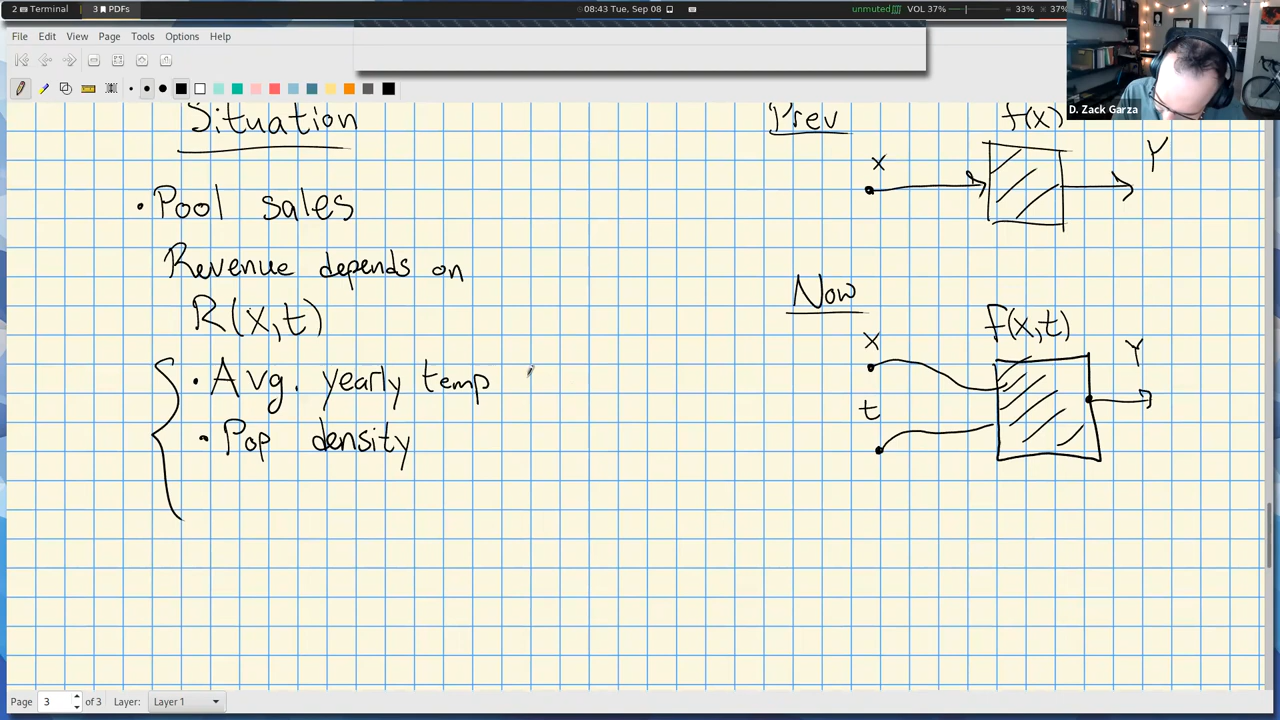 2 Terminal 3 PDFs 08:43 Tue, Sep 08 unmuted VOL 37% 33% 37%
File Edit View Page Tools Options Help
D. Zack Garza
Situation
• Pool sales
Revenue depends on
R(x,t)
• Avg. yearly temp
• Pop density
Prev
f(x)
x
Y
Now
f(x,t)
x
t
Y
Page 3 of 3 Layer: Layer 1